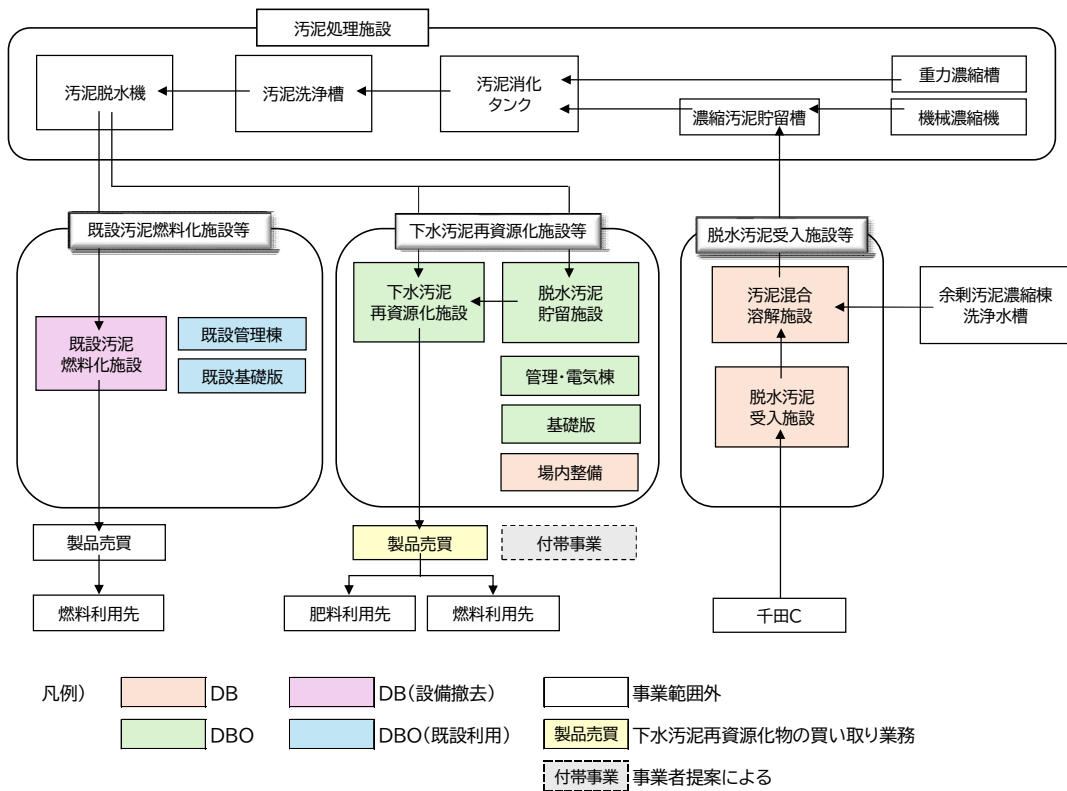 汚泥処理施設
汚泥脱水機
汚泥洗浄槽
汚泥消化
タンク
重力濃縮槽
濃縮汚泥貯留槽
機械濃縮機
既設汚泥燃料化施設等
下水汚泥再資源化施設等
脱水汚泥受入施設等
既設汚泥
燃料化施設
既設管理棟
既設基礎版
下水汚泥
再資源化施設
脱水汚泥
貯留施設
管理・電気棟
基礎版
場内整備
汚泥混合
溶解施設
余剰汚泥濃縮棟
洗浄水槽
脱水汚泥
受入施設
製品売買
燃料利用先
製品売買
付帯事業
肥料利用先
燃料利用先
千田C
凡例)
DB
DB(設備撤去)
事業範囲外
DBO
DBO(既設利用)
製品売買
下水汚泥再資源化物の買い取り業務
付帯事業
事業者提案による